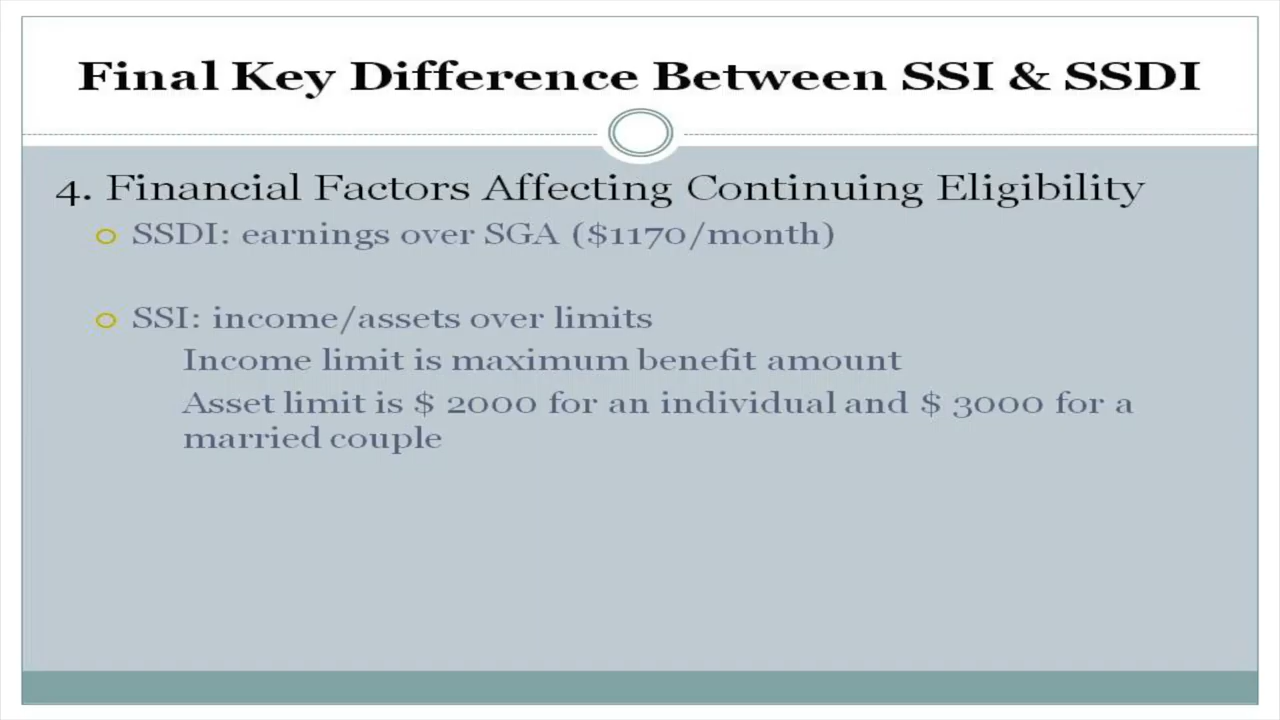 Final Key Difference Between SSI & SSDI
4. Financial Factors Affecting Continuing Eligibility
SSDI: earnings over SGA ($1170/month)
SSI: income/assets over limits
Income limit is maximum benefit amount
Asset limit is $ 2000 for an individual and $ 3000 for a
married couple